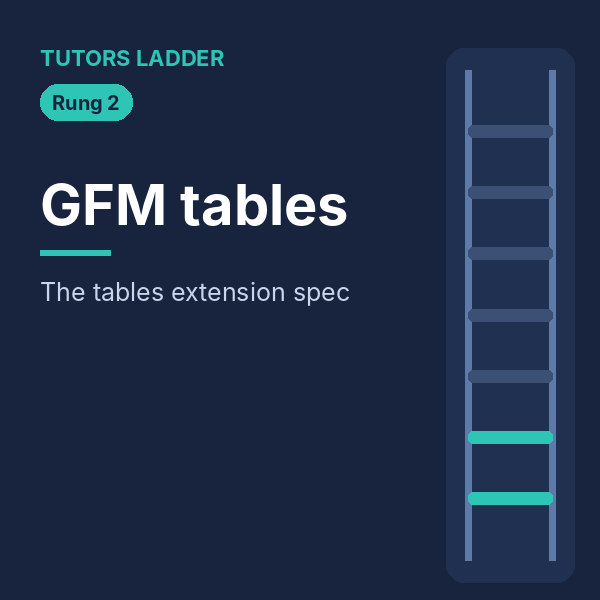 TUTORS LADDER
Rung 2
GFM tables
The tables extension spec